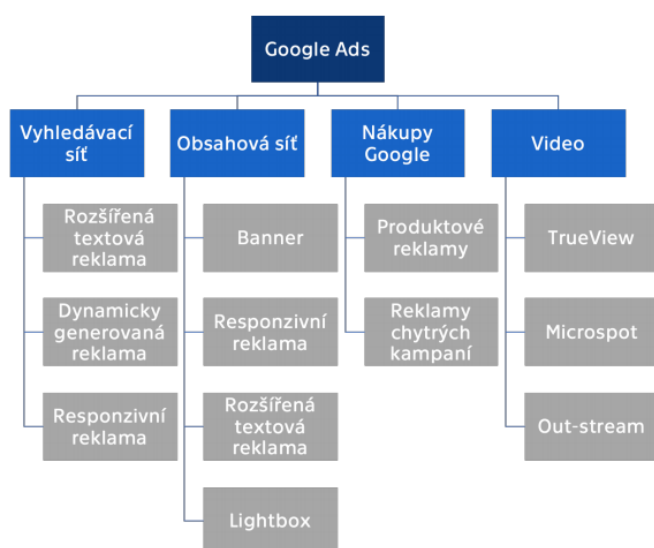 Google Ads
Vyhledávací
síť
Obsahová síť
Nákupy
Google
Video
Rozšířená
textová
reklama
Dynamicky
generovaná
reklama
Responzivní
reklama
Banner
Responzivní
reklama
Rozšířená
textová
reklama
Lightbox
Produktové
reklamy
Reklamy
chytrých
kampaní
TrueView
Microspot
Out-stream